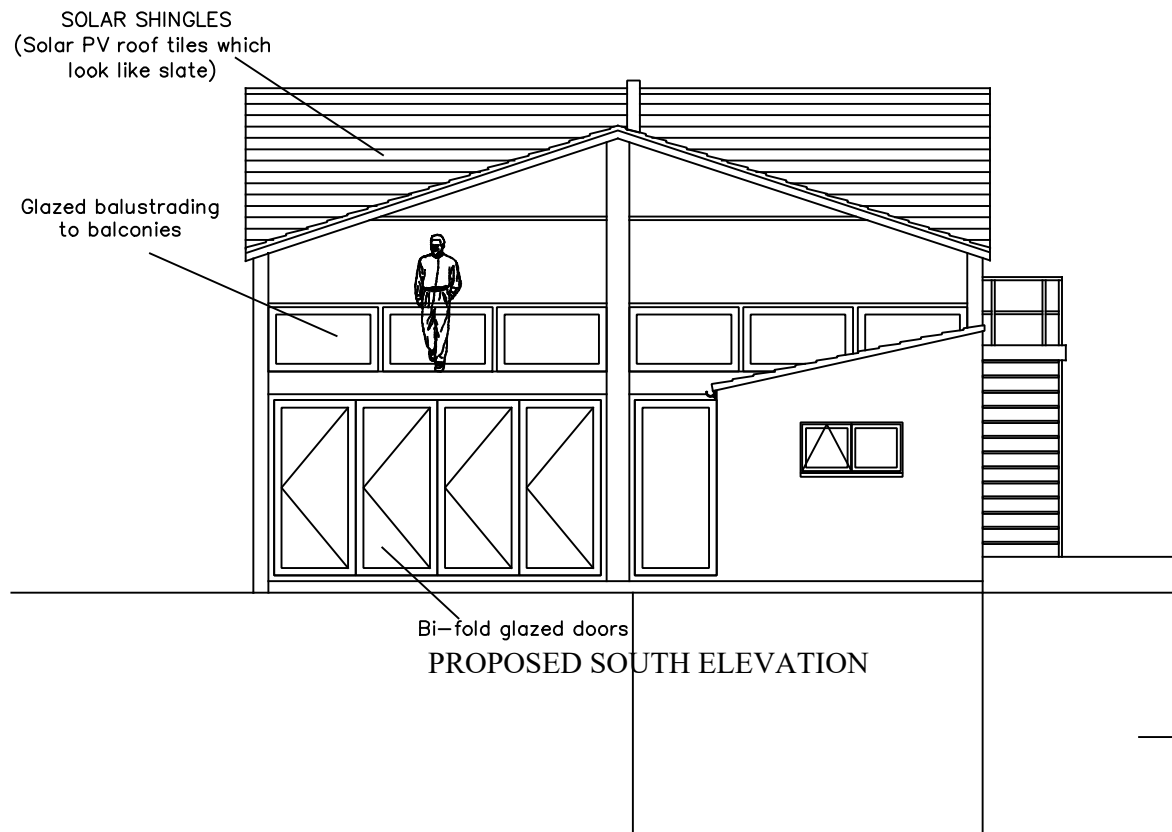 SOLAR SHINGLES
(Solar PV roof tiles which
look like slate)
Glazed balustrading
to balconies
Bi-fold glazed doors
PROPOSED SOUTH ELEVATION